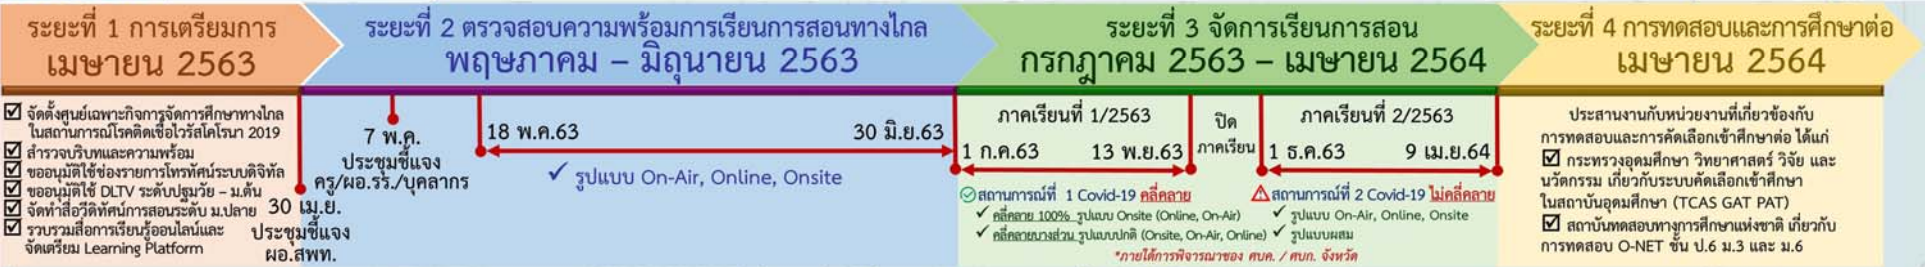 ระยะที่ 1 การเตรียมการ
เมษายน 2563
☑ จัดตั้งศูนย์เฉพาะกิจการจัดการศึกษาทางไกล
ในสถานการณ์โรคติดเชื้อไวรัสโคโรนา 2019
☑ สำรวจบริบทและความพร้อม
☑ ขออนุมัติใช้ช่องรายการโทรทัศน์ระบบดิจิทัล
☑ ขออนุมัติใช้ DLTV ระดับปฐมวัย - ม.ต้น
☑ จัดทำสื่อวีดิทัศน์การสอนระดับ ม.ปลาย
☑ รวบรวมสื่อการเรียนรู้ออนไลน์และ
จัดเตรียม Learning Platform
30 เม.ย.
ประชุมชี้แจง
ผอ.สพท.
ระยะที่ 2 ตรวจสอบความพร้อมการเรียนการสอนทางไกล
พฤษภาคม – มิถุนายน 2563
7 พ.ค.
ประชุมชี้แจง
ครู/ผอ.รร./บุคลากร
18 พ.ค.63
30 มิ.ย.63
✓ รูปแบบ On-Air, Online, Onsite
ระยะที่ 3 จัดการเรียนการสอน
กรกฎาคม 2563 – เมษายน 2564
ภาคเรียนที่ 1/2563
1 ก.ค.63
13 พ.ย.63
ปิด
ภาคเรียน
ภาคเรียนที่ 2/2563
1 ธ.ค.63
9 เม.ย.64
สถานการณ์ที่ 1 Covid-19 คลี่คลาย
✓ คลี่คลาย 100% รูปแบบ Onsite (Online, On-Air)
✓ คลี่คลายบางส่วน รูปแบบปกติ (Onsite, On-Air, Online)
สถานการณ์ที่ 2 Covid-19 ไม่คลี่คลาย
✓ รูปแบบ On-Air, Online, Onsite
✓ รูปแบบผสม
*ภายใต้การพิจารณาของ ศบค. / ศบก. จังหวัด
ระยะที่ 4 การทดสอบและการศึกษาต่อ
เมษายน 2564
ประสานงานกับหน่วยงานที่เกี่ยวข้องกับ
การทดสอบและการคัดเลือกเข้าศึกษาต่อ ได้แก่
☑ กระทรวงอุดมศึกษา วิทยาศาสตร์ วิจัย และ
นวัตกรรม เกี่ยวกับระบบคัดเลือกเข้าศึกษา
ในสถาบันอุดมศึกษา (TCAS GAT PAT)
☑ สถาบันทดสอบทางการศึกษาแห่งชาติ เกี่ยวกับ
การทดสอบ O-NET ชั้น ป.6 ม.3 และ ม.6